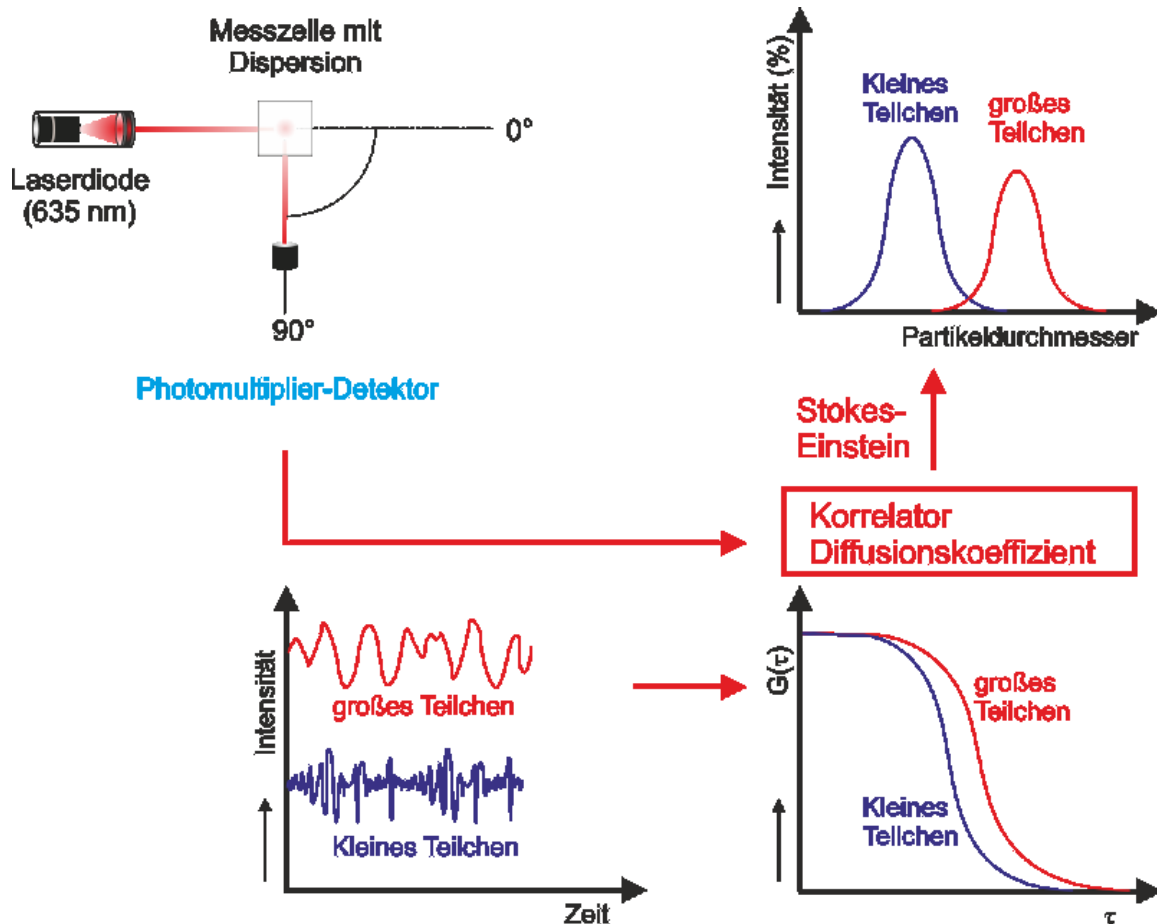 Messzelle mit
Dispersion
0°
Laserdiode
(635 nm)
90°
Photomultiplier-Detektor
Intensität (%)
Kleines
Teilchen
großes
Teilchen
Partikeldurchmesser
Stokes-
Einstein
Korrelator
Diffusionskoeffizient
Intensität
großes Teilchen
Kleines Teilchen
Zeit
G(τ)
großes
Teilchen
Kleines
Teilchen
τ